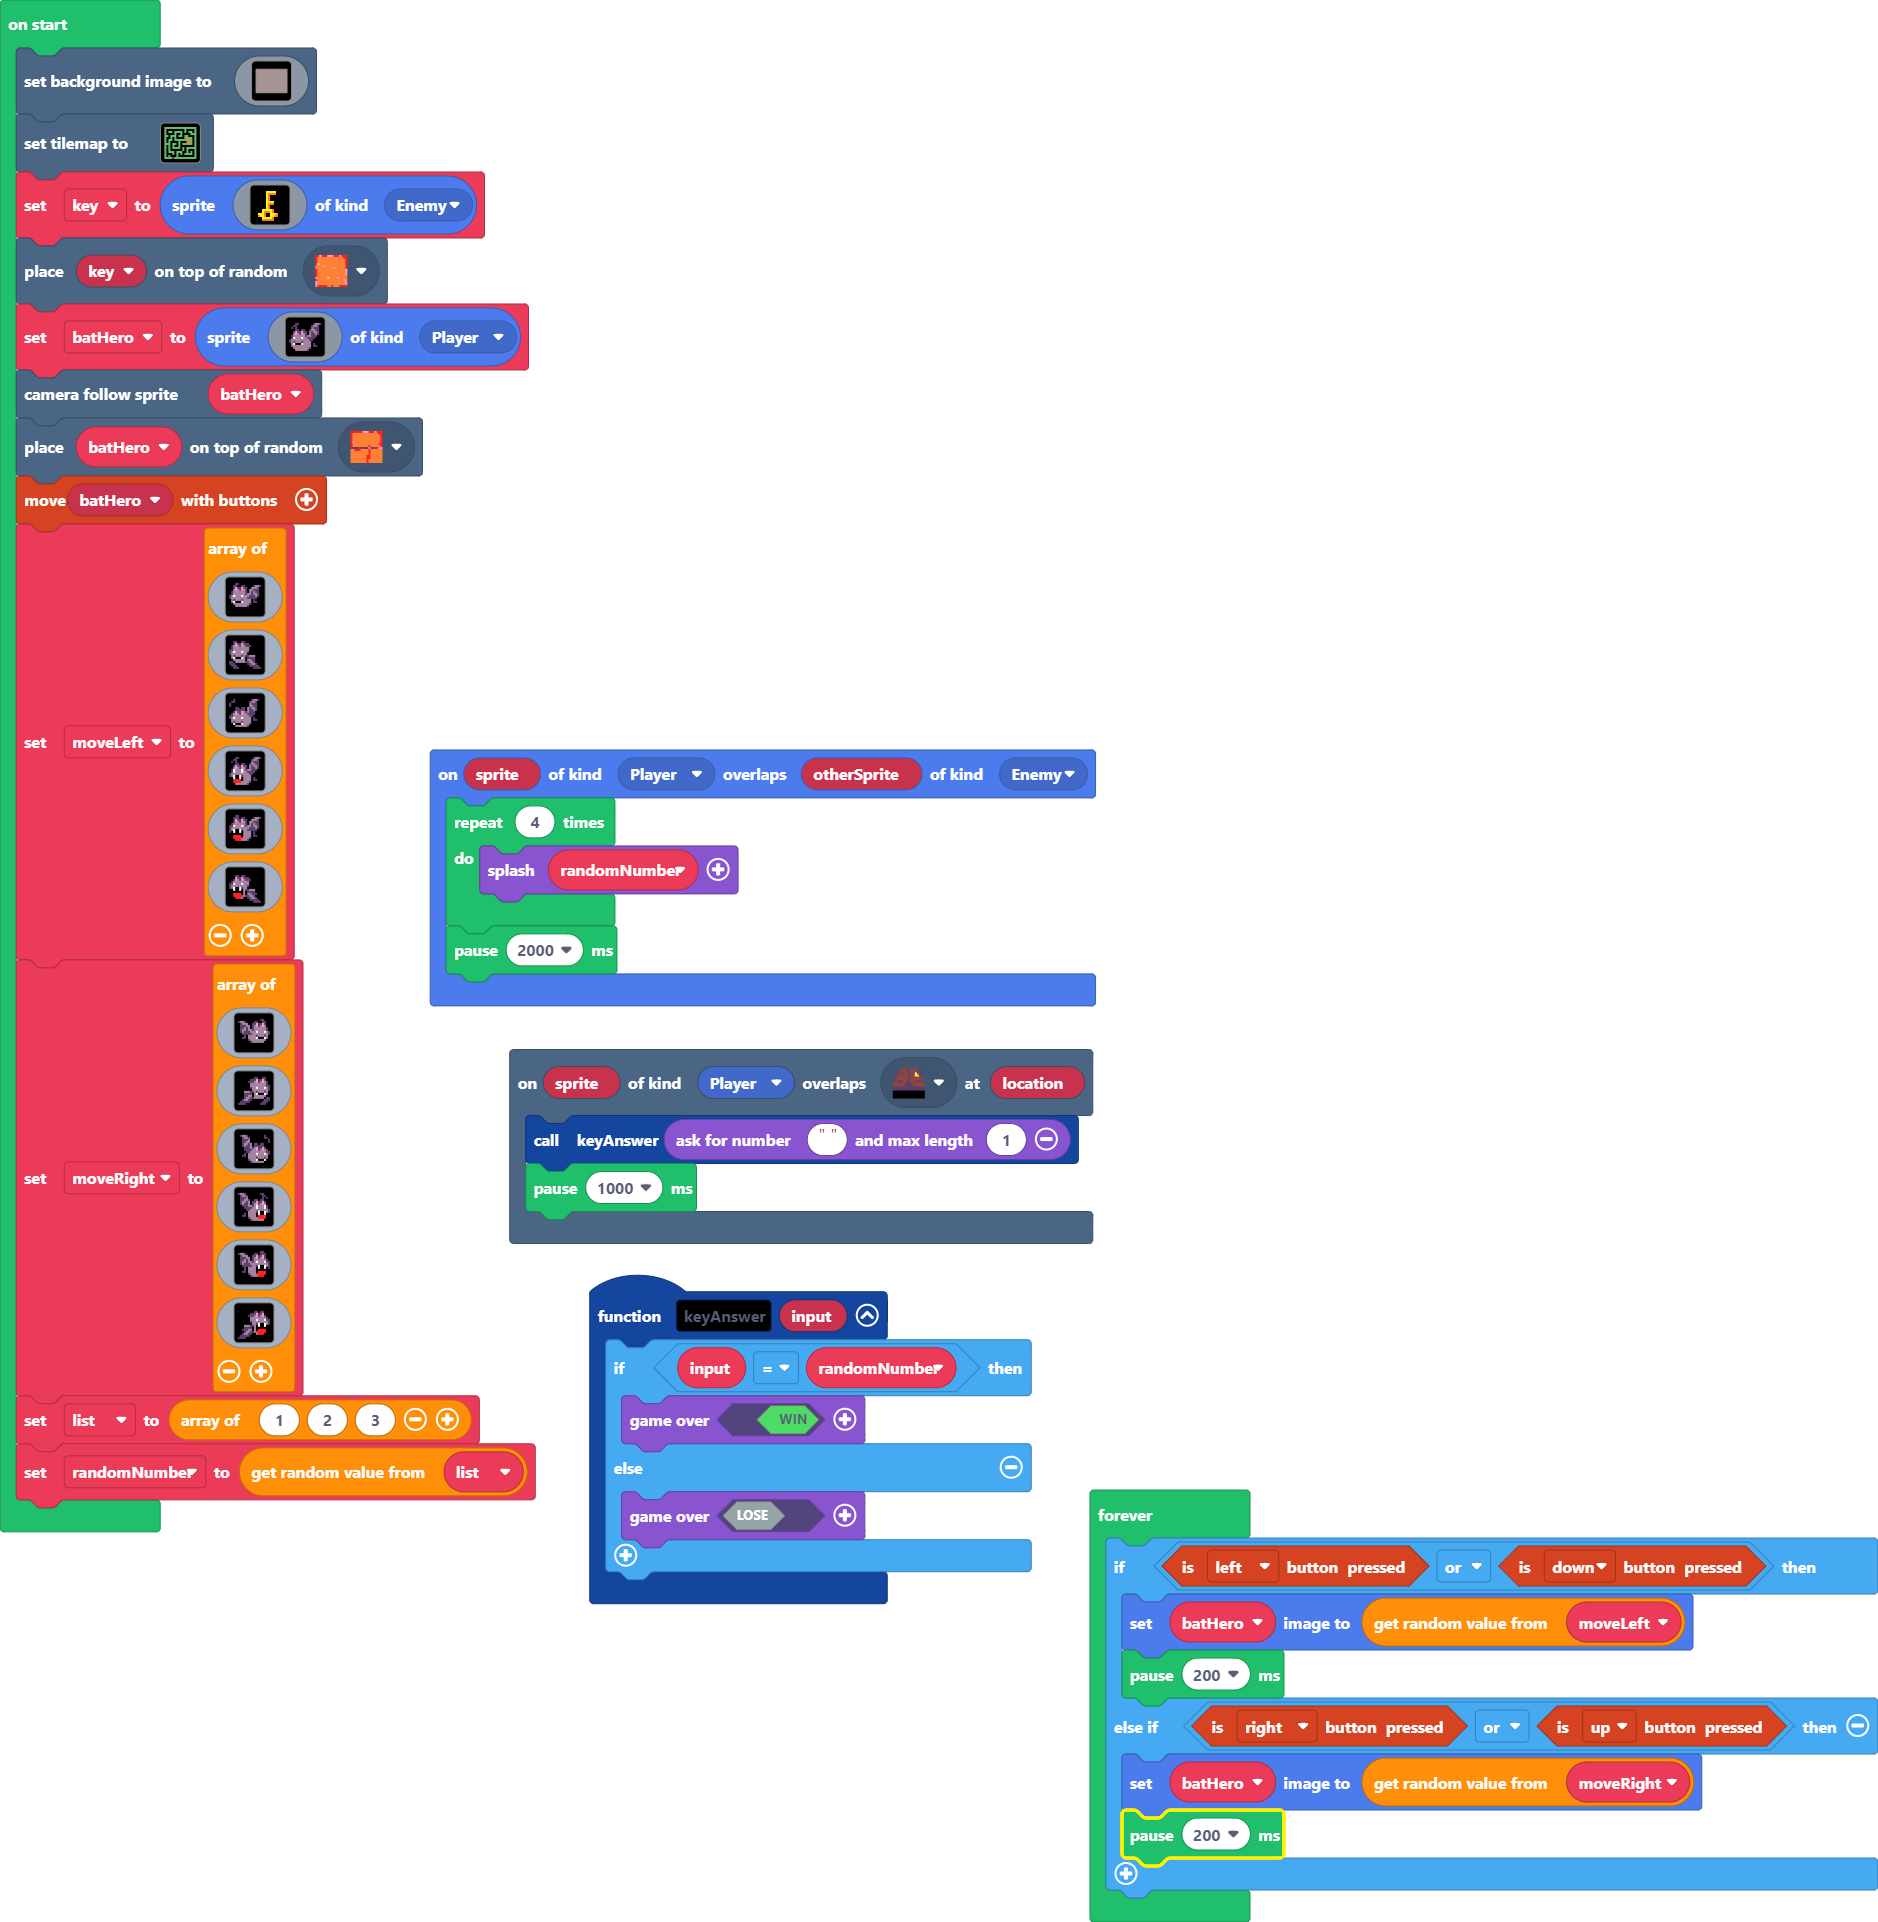 on start
set background image to
set tilemap to
set key to sprite of kind Enemy
place key on top of random
set batHero to sprite of kind Player
camera follow sprite batHero
place batHero on top of random
move batHero with buttons
array of
set moveLeft to
array of
set moveRight to
set list to array of 1 2 3
set randomNumber to get random value from list
on sprite of kind Player overlaps otherSprite of kind Enemy
repeat 4 times
do splash randomNumber
pause 2000 ms
on sprite of kind Player overlaps at location
call keyAnswer ask for number " " and max length 1
pause 1000 ms
function keyAnswer input
if input = randomNumber then
game over WIN
else
game over LOSE
forever
if is left button pressed or is down button pressed then
set batHero image to get random value from moveLeft
pause 200 ms
else if is right button pressed or is up button pressed then
set batHero image to get random value from moveRight
pause 200 ms